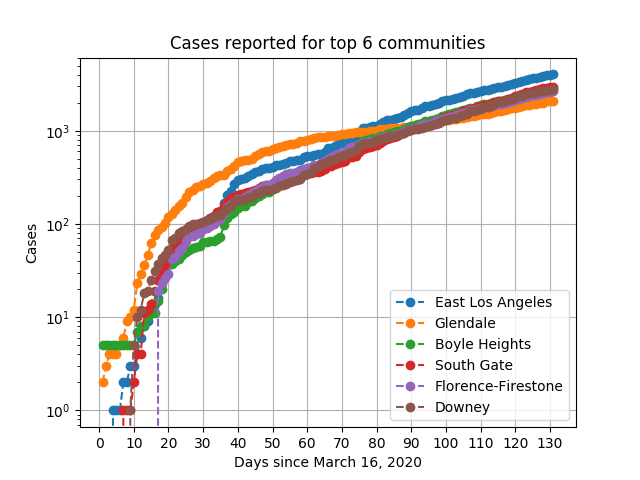 Cases reported for top 6 communities
Cases
10³
10²
10¹
10⁰
East Los Angeles
Glendale
Boyle Heights
South Gate
Florence-Firestone
Downey
0 10 20 30 40 50 60 70 80 90 100 110 120 130
Days since March 16, 2020